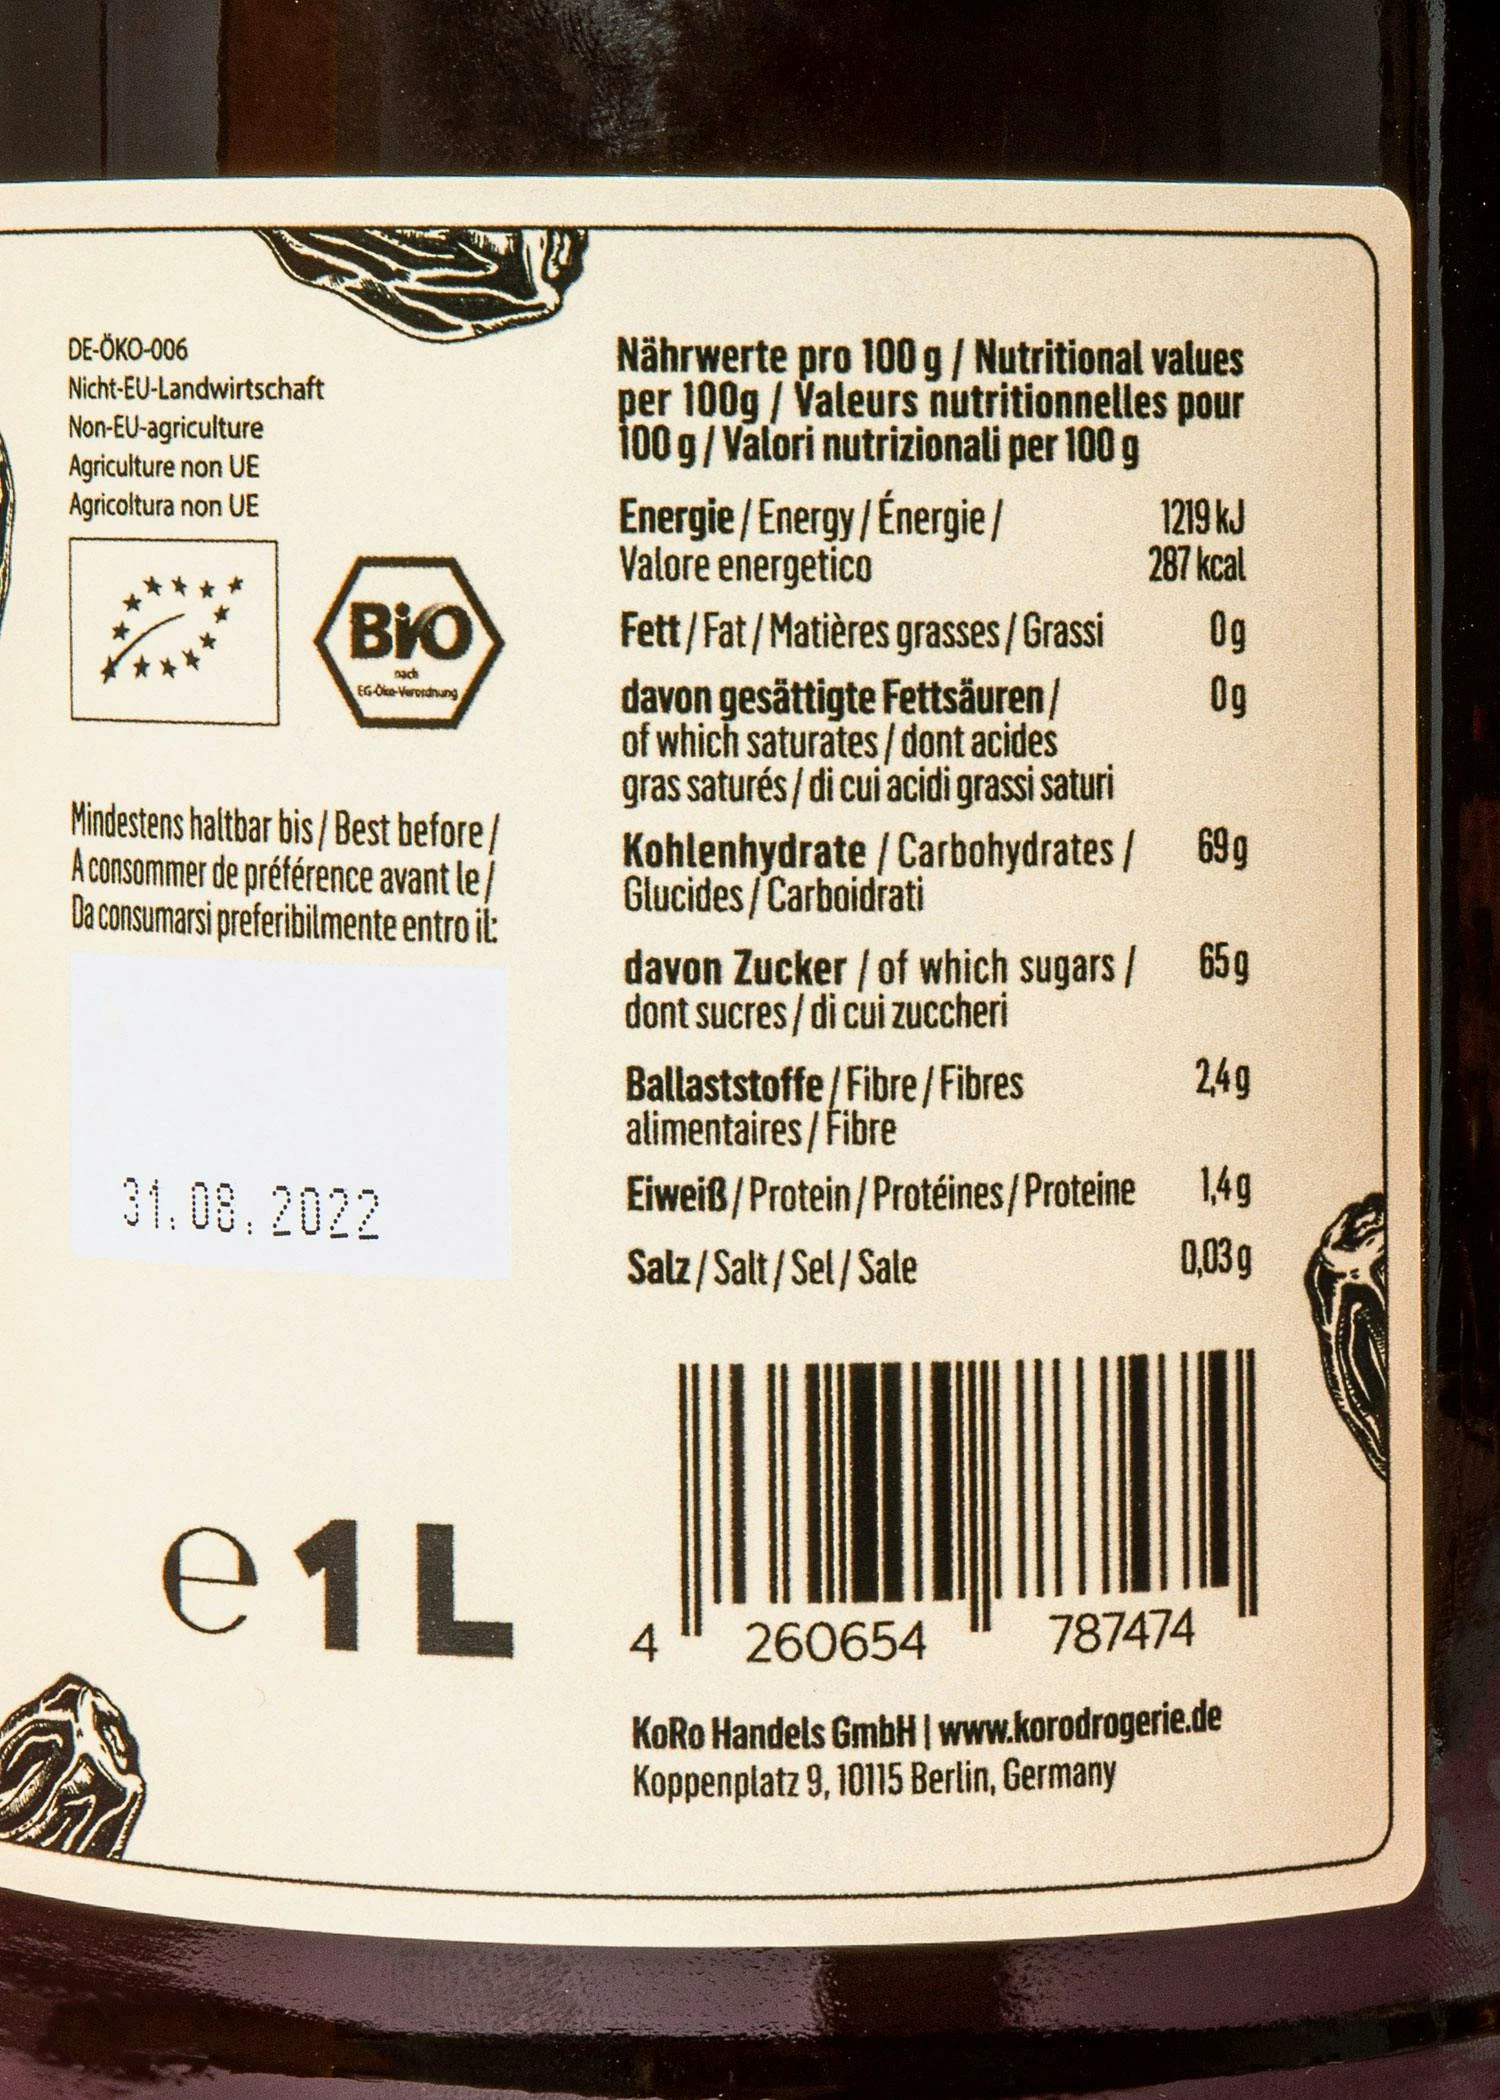 DE-ÖKO-006
Nicht-EU-Landwirtschaft
Non-EU-agriculture
Agriculture non UE
Agricoltura non UE
BiO
nach
EG-Öko-Verordnung
Mindestens haltbar bis / Best before /
A consommer de préférence avant le /
Da consumarsi preferibilmente entro il:
31.08.2022
e 1 L
Nährwerte pro 100 g / Nutritional values
per 100g / Valeurs nutritionnelles pour
100 g / Valori nutrizionali per 100 g
Energie / Energy / Énergie / 1219 kJ
Valore energetico 287 kcal
Fett / Fat / Matières grasses / Grassi 0 g
davon gesättigte Fettsäuren / 0 g
of which saturates / dont acides
gras saturés / di cui acidi grassi saturi
Kohlenhydrate / Carbohydrates / 69 g
Glucides / Carboidrati
davon Zucker / of which sugars / 65 g
dont sucres / di cui zuccheri
Ballaststoffe / Fibre / Fibres 2,4 g
alimentaires / Fibre
Eiweiß / Protein / Protéines / Proteine 1,4 g
Salz / Salt / Sel / Sale 0,03 g
4 260654 787474
KoRo Handels GmbH | www.korodrogerie.de
Koppenplatz 9, 10115 Berlin, Germany